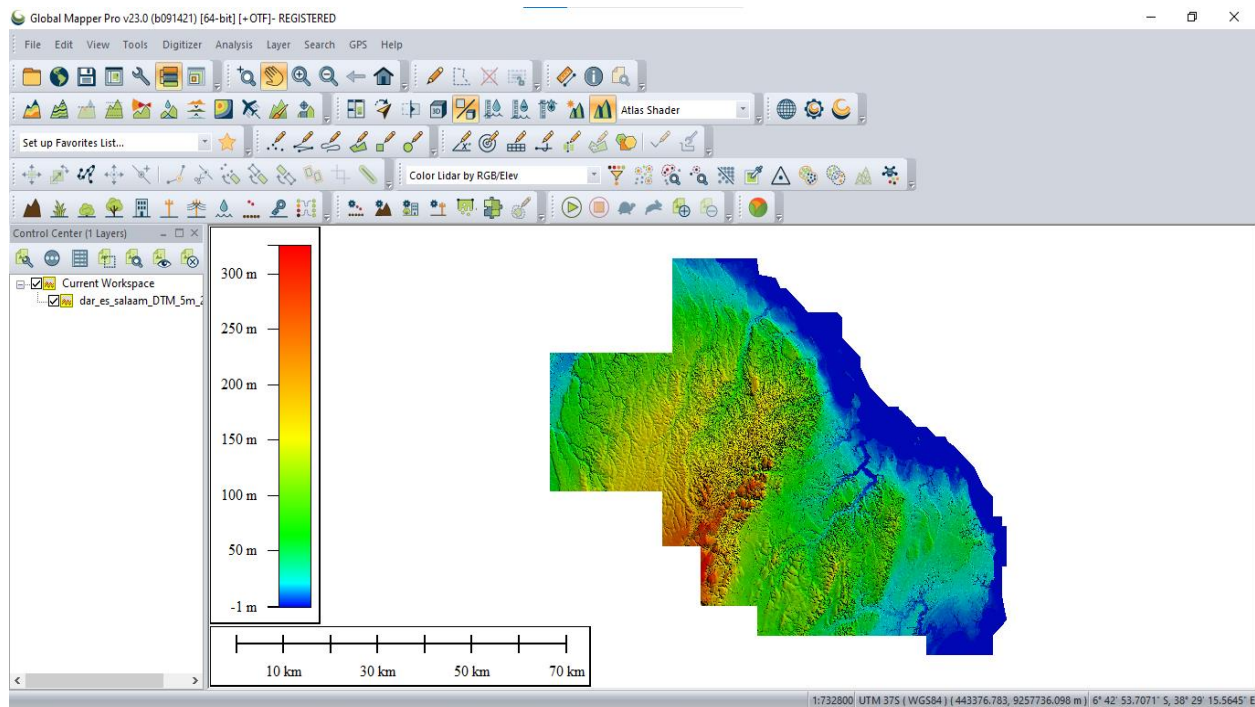 Global Mapper Pro v23.0 (b091421) [64-bit] [+OTF]- REGISTERED
File Edit View Tools Digitizer Analysis Layer Search GPS Help
Atlas Shader
Set up Favorites List...
Color Lidar by RGB/Elev
Control Center (1 Layers)
Current Workspace
dar_es_salaam_DTM_5m_2
300 m
250 m
200 m
150 m
100 m
50 m
-1 m
10 km 30 km 50 km 70 km
1:732800 UTM 37S ( WGS84 ) ( 443376.783, 9257736.098 m ) 6° 42' 53.7071" S, 38° 29' 15.5645" E